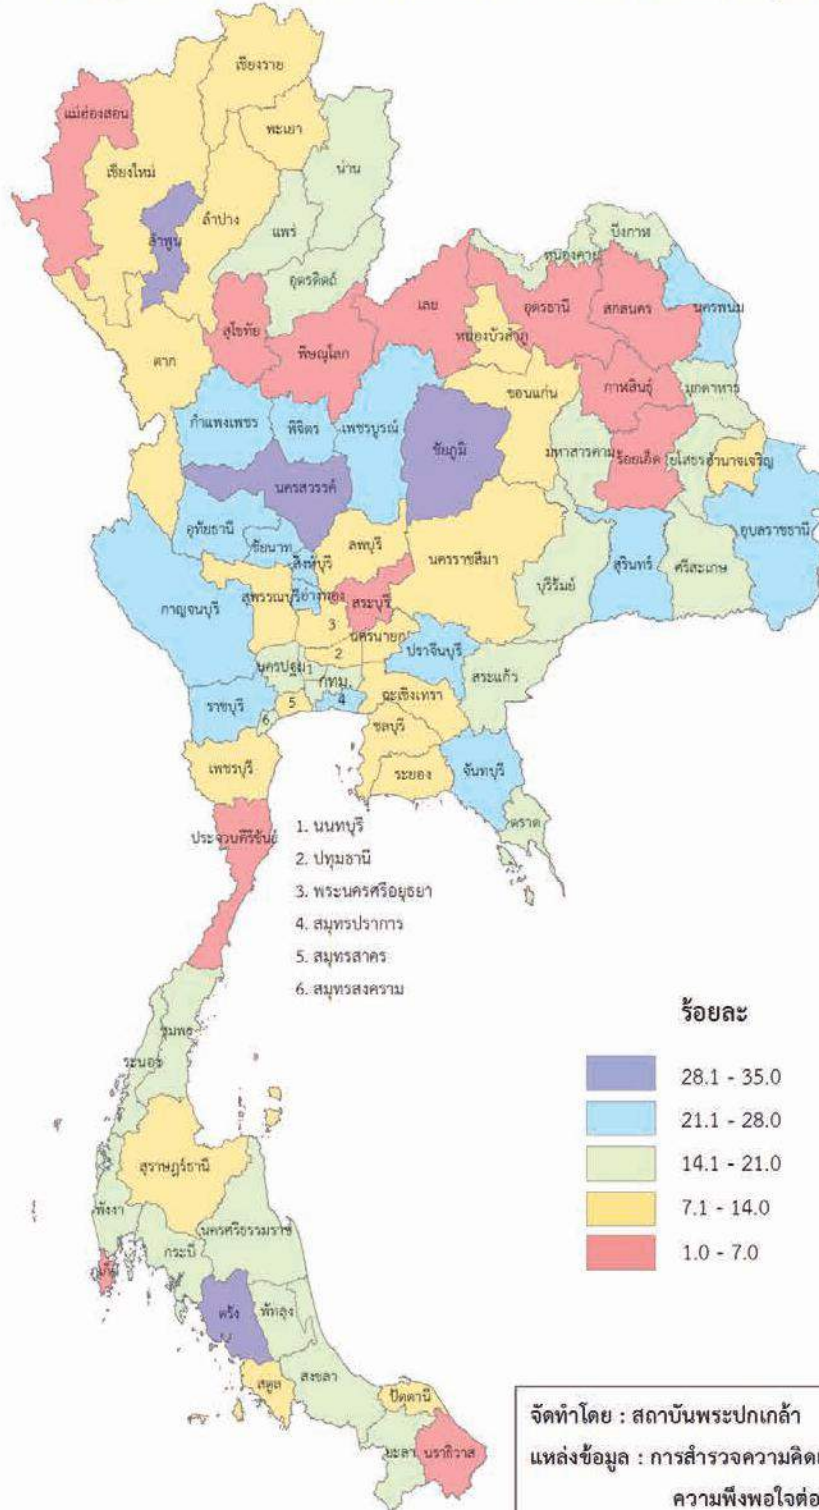 เชียงราย
แม่ฮ่องสอน
พะเยา
เชียงใหม่
น่าน
ลำปาง
แพร่
ลำพูน
บึงกาฬ
หนองคาย
อุตรดิตถ์
เลย
อุดรธานี
สกลนคร
นครพนม
สุโขทัย
หนองบัวลำภู
พิษณุโลก
ตาก
ขอนแก่น
กาฬสินธุ์
มุกดาหาร
กำแพงเพชร
พิจิตร
เพชรบูรณ์
ชัยภูมิ
มหาสารคาม
ร้อยเอ็ด
ยโสธร
อำนาจเจริญ
นครสวรรค์
อุทัยธานี
ชัยนาท
ลพบุรี
นครราชสีมา
อุบลราชธานี
สิงห์บุรี
บุรีรัมย์
สุรินทร์
ศรีสะเกษ
กาญจนบุรี
สุพรรณบุรี
อ่างทอง
สระบุรี
3
นครนายก
2
ปราจีนบุรี
นครปฐม
1
กทม.
สระแก้ว
ราชบุรี
5
4
ฉะเชิงเทรา
6
ชลบุรี
เพชรบุรี
ระยอง
จันทบุรี
ตราด
ประจวบคีรีขันธ์
1. นนทบุรี
2. ปทุมธานี
3. พระนครศรีอยุธยา
4. สมุทรปราการ
5. สมุทรสาคร
6. สมุทรสงคราม
ชุมพร
ระนอง
ร้อยละ
28.1 - 35.0
21.1 - 28.0
14.1 - 21.0
7.1 - 14.0
1.0 - 7.0
สุราษฎร์ธานี
พังงา
นครศรีธรรมราช
กระบี่
ตรัง
พัทลุง
สตูล
สงขลา
ปัตตานี
ยะลา
นราธิวาส
จัดทำโดย : สถาบันพระปกเกล้า
แหล่งข้อมูล : การสำรวจความคิด
ความพึงพอใจต่อ